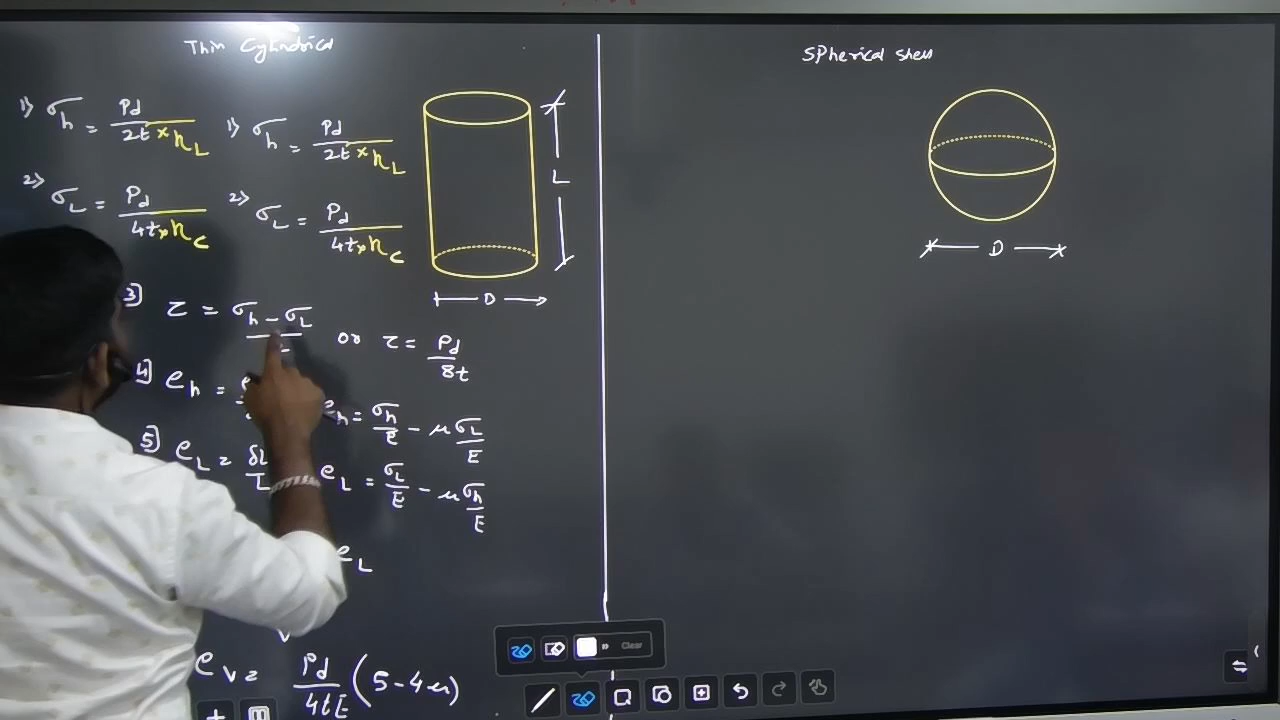 Thin Cylindrical
1) σh = Pd / 2t × ηL
1) σh = Pd / 2t × ηL
2) σL = Pd / 4t × ηc
2) σL = Pd / 4t × ηc
L
D
3] τ = σh - σL or τ = Pd / 8t
4] eh = eh = σh / E - μ σL / E
5] eL = δL / L eL = σL / E - μ σh / E
eL
V
ev = Pd / 4tE (5 - 4μ)
Spherical shell
D
Clear